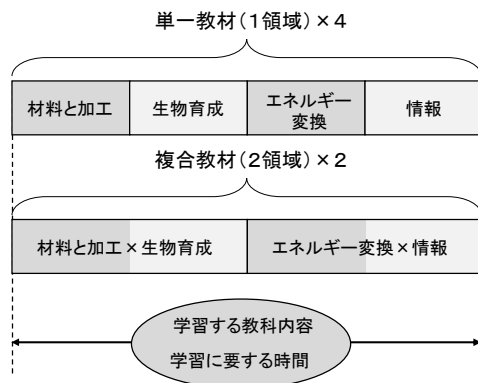 単一教材（1領域）×4
材料と加工
生物育成
エネルギー
変換
情報
複合教材（2領域）×2
材料と加工×生物育成
エネルギー変換×情報
学習する教科内容
学習に要する時間